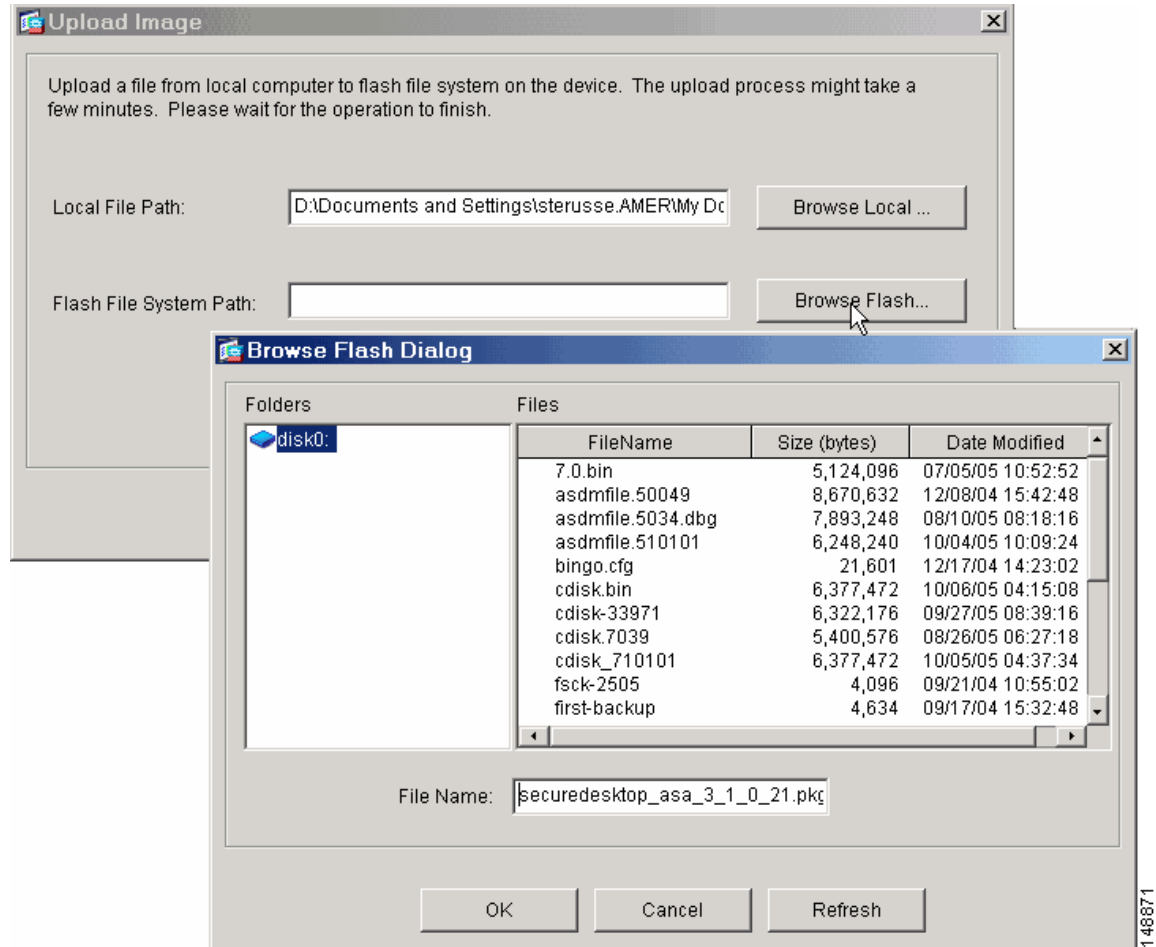 Upload Image
Upload a file from local computer to flash file system on the device. The upload process might take a
few minutes. Please wait for the operation to finish.
Local File Path: D:\Documents and Settings\sterusse.AMER\My Dc Browse Local ...
Flash File System Path: Browse Flash...
Browse Flash Dialog
Folders Files
disk0:
FileName Size (bytes) Date Modified
7.0.bin 5,124,096 07/05/05 10:52:52
asdmfile.50049 8,670,632 12/08/04 15:42:48
asdmfile.5034.dbg 7,893,248 08/10/05 08:18:16
asdmfile.510101 6,248,240 10/04/05 10:09:24
bingo.cfg 21,601 12/17/04 14:23:02
cdisk.bin 6,377,472 10/06/05 04:15:08
cdisk-33971 6,322,176 09/27/05 08:39:16
cdisk.7039 5,400,576 08/26/05 06:27:18
cdisk_710101 6,377,472 10/05/05 04:37:34
fsck-2505 4,096 09/21/04 10:55:02
first-backup 4,634 09/17/04 15:32:48
File Name: securedesktop_asa_3_1_0_21.pkg
OK Cancel Refresh
148871